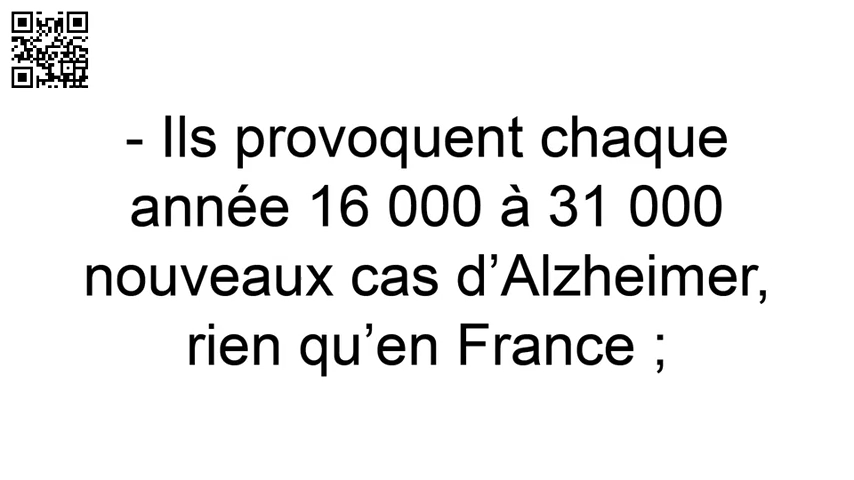 - Ils provoquent chaque
année 16 000 à 31 000
nouveaux cas d’Alzheimer,
rien qu’en France ;